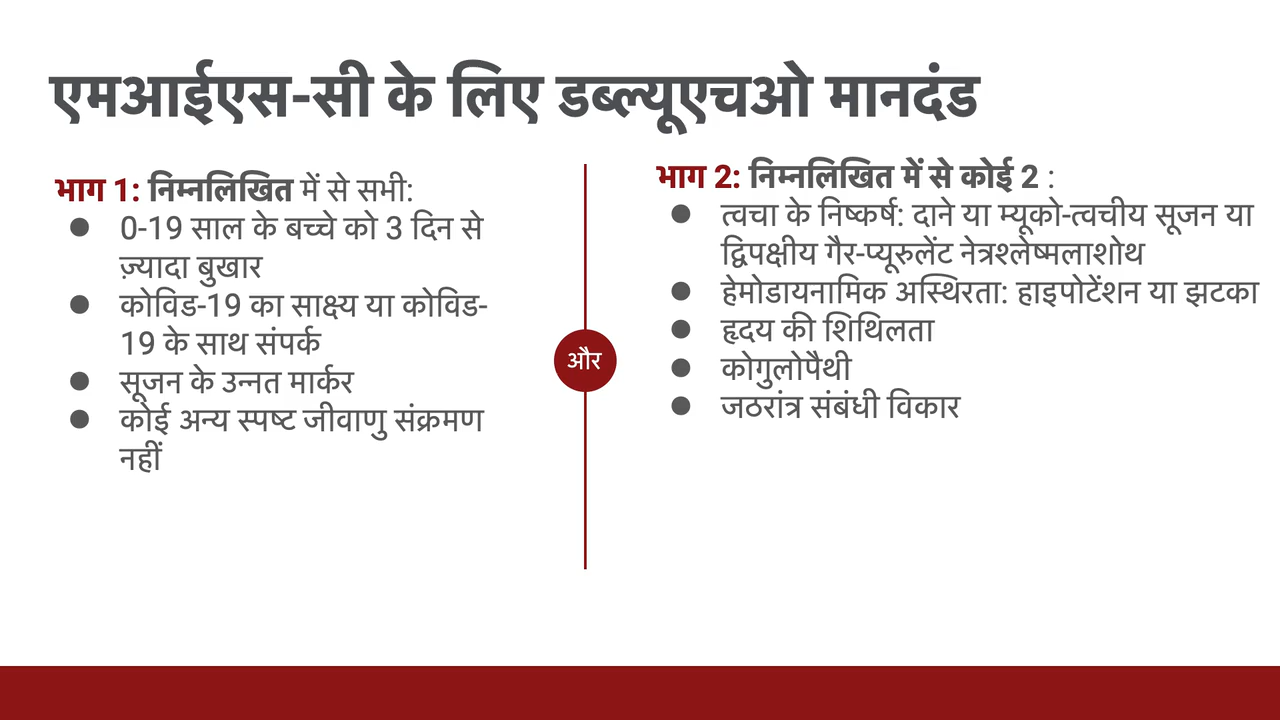 एमआईएस-सी के लिए डब्ल्यूएचओ मानदंड
भाग 1: निम्नलिखित में से सभी:
● 0-19 साल के बच्चे को 3 दिन से
ज़्यादा बुखार
● कोविड-19 का साक्ष्य या कोविड-
19 के साथ संपर्क
● सूजन के उन्नत मार्कर
● कोई अन्य स्पष्ट जीवाणु संक्रमण
नहीं
और
भाग 2: निम्नलिखित में से कोई 2 :
● त्वचा के निष्कर्ष: दाने या म्यूको-त्वचीय सूजन या
द्विपक्षीय गैर-प्यूरुलेंट नेत्रश्लेष्मलाशोथ
● हेमोडायनामिक अस्थिरता: हाइपोटेंशन या झटका
● हृदय की शिथिलता
● कोगुलोपैथी
● जठरांत्र संबंधी विकार